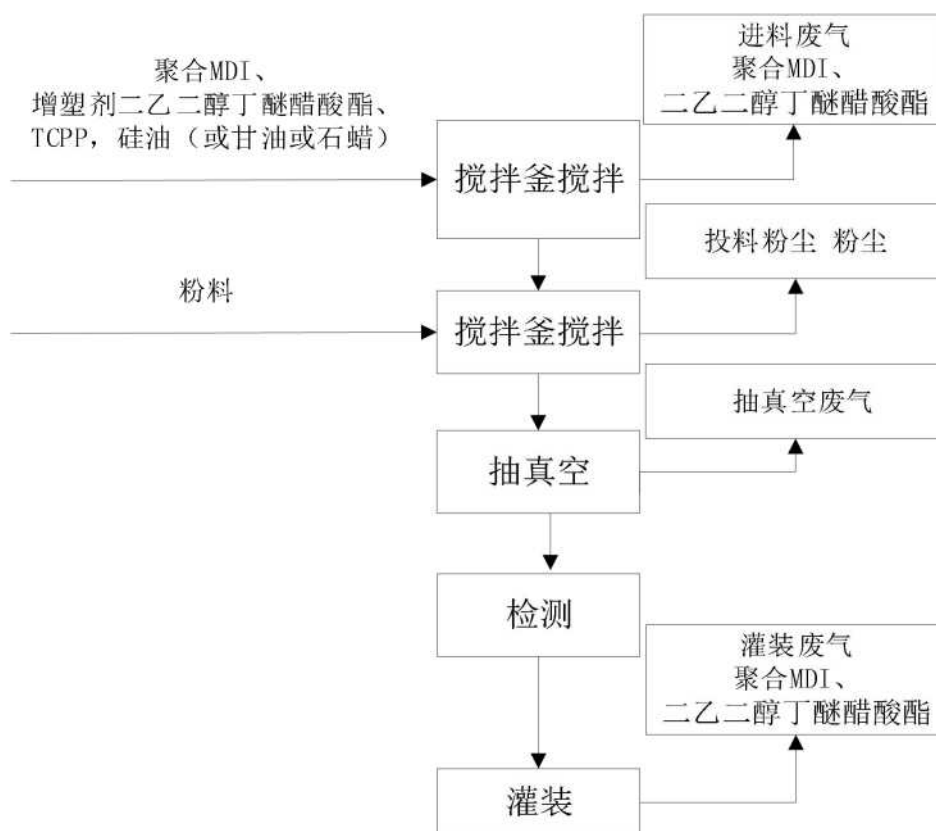 聚合MDI、
增塑剂二乙二醇丁醚醋酸酯、
TCPP，硅油（或甘油或石蜡）
进料废气
聚合MDI、
二乙二醇丁醚醋酸酯
搅拌釜搅拌
投料粉尘 粉尘
粉料
搅拌釜搅拌
抽真空废气
抽真空
检测
灌装废气
聚合MDI、
二乙二醇丁醚醋酸酯
灌装